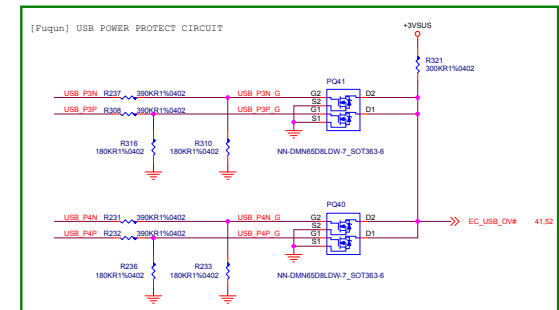 [Fuqun] USB POWER PROTECT CIRCUIT
+3VSUS
R321
300KR1%0402
PQ41
USB_P3N R237 390KR1%0402 USB_P3N_G G2 D2
S2
USB_P3P R308 390KR1%0402 USB_P3P_G G1 D1
S1
R316 R310
180KR1%0402 180KR1%0402 NN-DMN65D8LDW-7_SOT363-6
PQ40
USB_P4N R231 390KR1%0402 USB_P4N_G G2 D2
S2
EC_USB_OV# 41,52
USB_P4P R232 390KR1%0402 USB_P4P_G G1 D1
S1
R236 R233
180KR1%0402 180KR1%0402 NN-DMN65D8LDW-7_SOT363-6